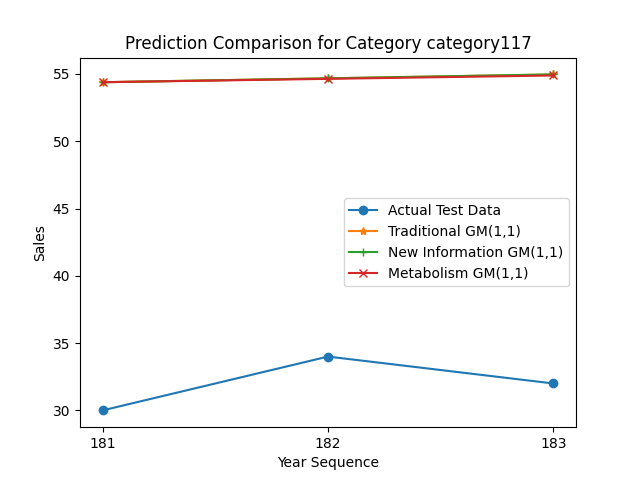 Prediction Comparison for Category category117
55
50
45
40
35
30
Sales
Actual Test Data
Traditional GM(1,1)
New Information GM(1,1)
Metabolism GM(1,1)
181
182
183
Year Sequence